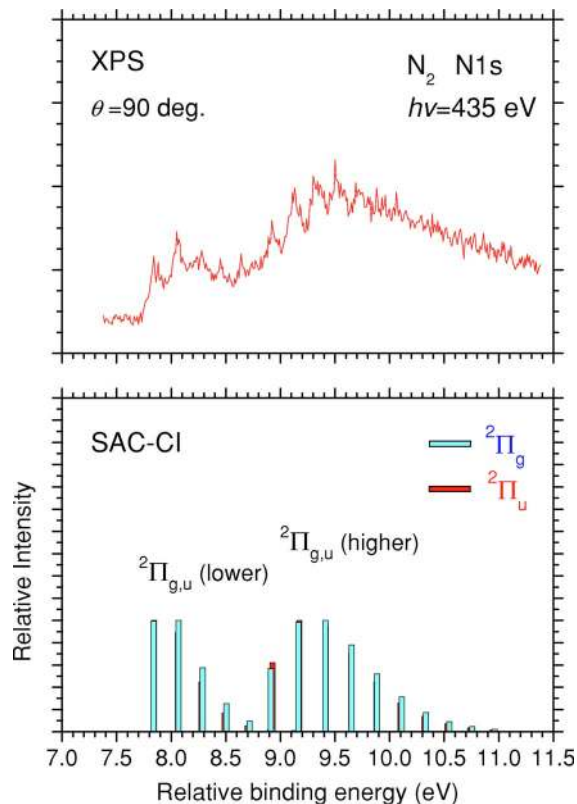 XPS
N₂ N1s
θ =90 deg.
hν=435 eV
SAC-CI
²Πg
²Πu
²Πg,u (higher)
²Πg,u (lower)
Relative Intensity
7.0 7.5 8.0 8.5 9.0 9.5 10.0 10.5 11.0 11.5
Relative binding energy (eV)